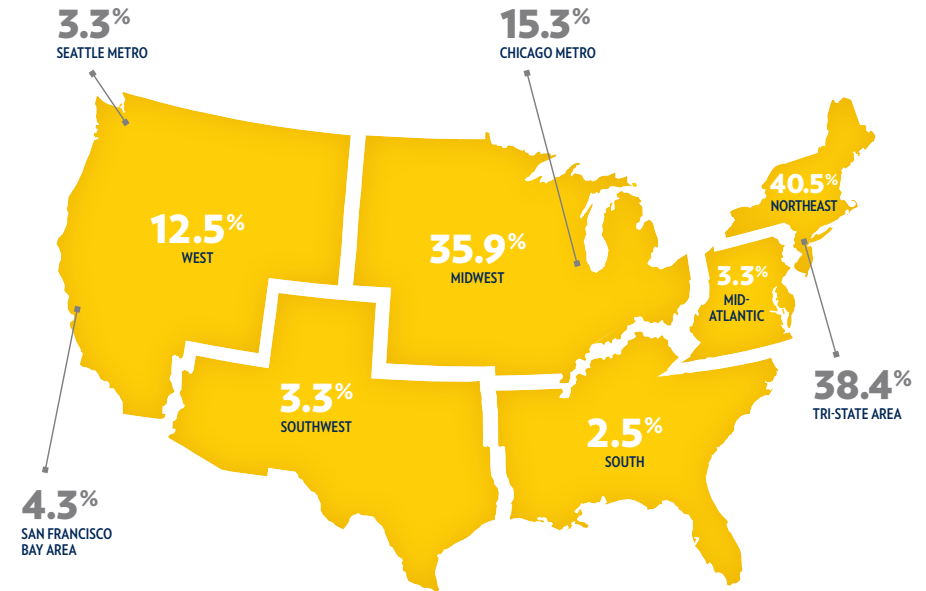 3.3%
SEATTLE METRO
15.3%
CHICAGO METRO
40.5%
NORTHEAST
12.5%
WEST
35.9%
MIDWEST
3.3%
MID-
ATLANTIC
38.4%
TRI-STATE AREA
3.3%
SOUTHWEST
2.5%
SOUTH
4.3%
SAN FRANCISCO
BAY AREA